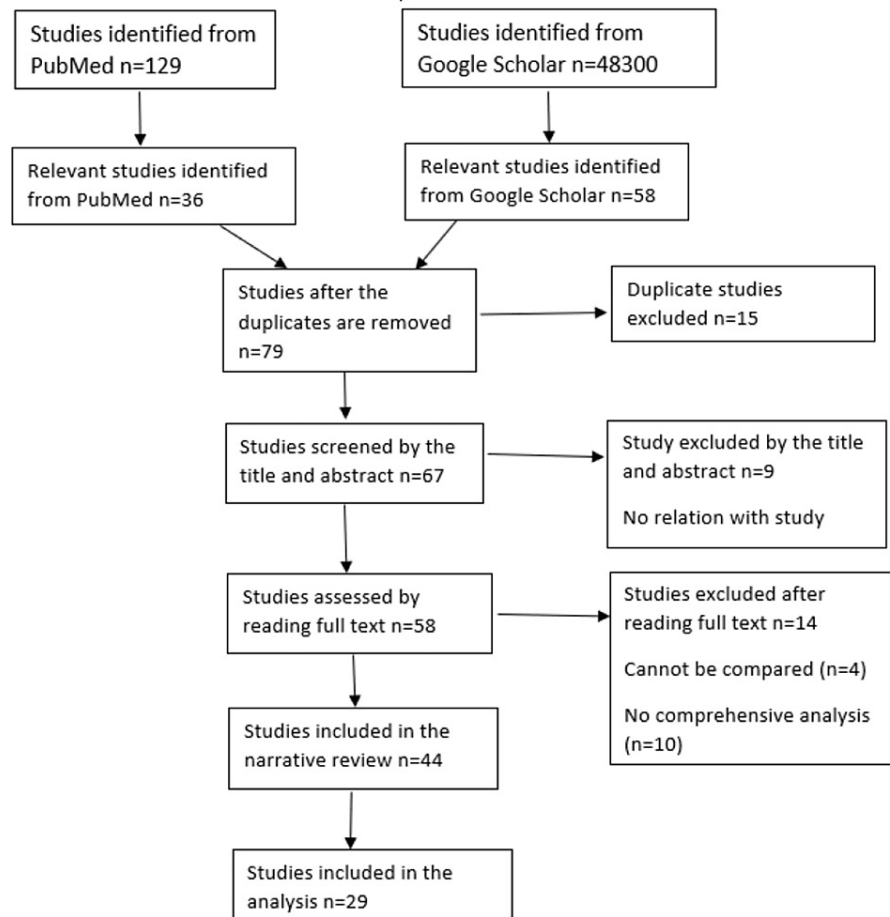 Studies identified from
PubMed n=129
Studies identified from
Google Scholar n=48300
Relevant studies identified
from PubMed n=36
Relevant studies identified
from Google Scholar n=58
Studies after the
duplicates are removed
n=79
Duplicate studies
excluded n=15
Studies screened by the
title and abstract n=67
Study excluded by the title
and abstract n=9
No relation with study
Studies assessed by
reading full text n=58
Studies excluded after
reading full text n=14
Cannot be compared (n=4)
No comprehensive analysis
(n=10)
Studies included in the
narrative review n=44
Studies included in the
analysis n=29